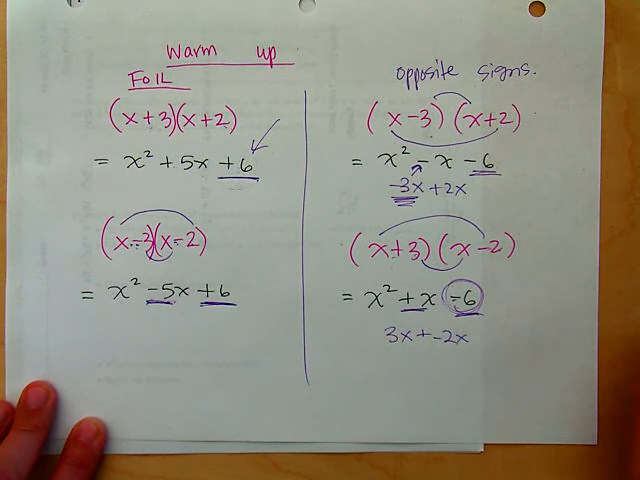 Warm up
FOIL
(x+3)(x+2)
= x² + 5x + 6
(x-3)(x-2)
= x² - 5x + 6
opposite signs.
(x-3)(x+2)
= x² - x - 6
-3x + 2x
(x+3)(x-2)
= x² + x - 6
3x + -2x